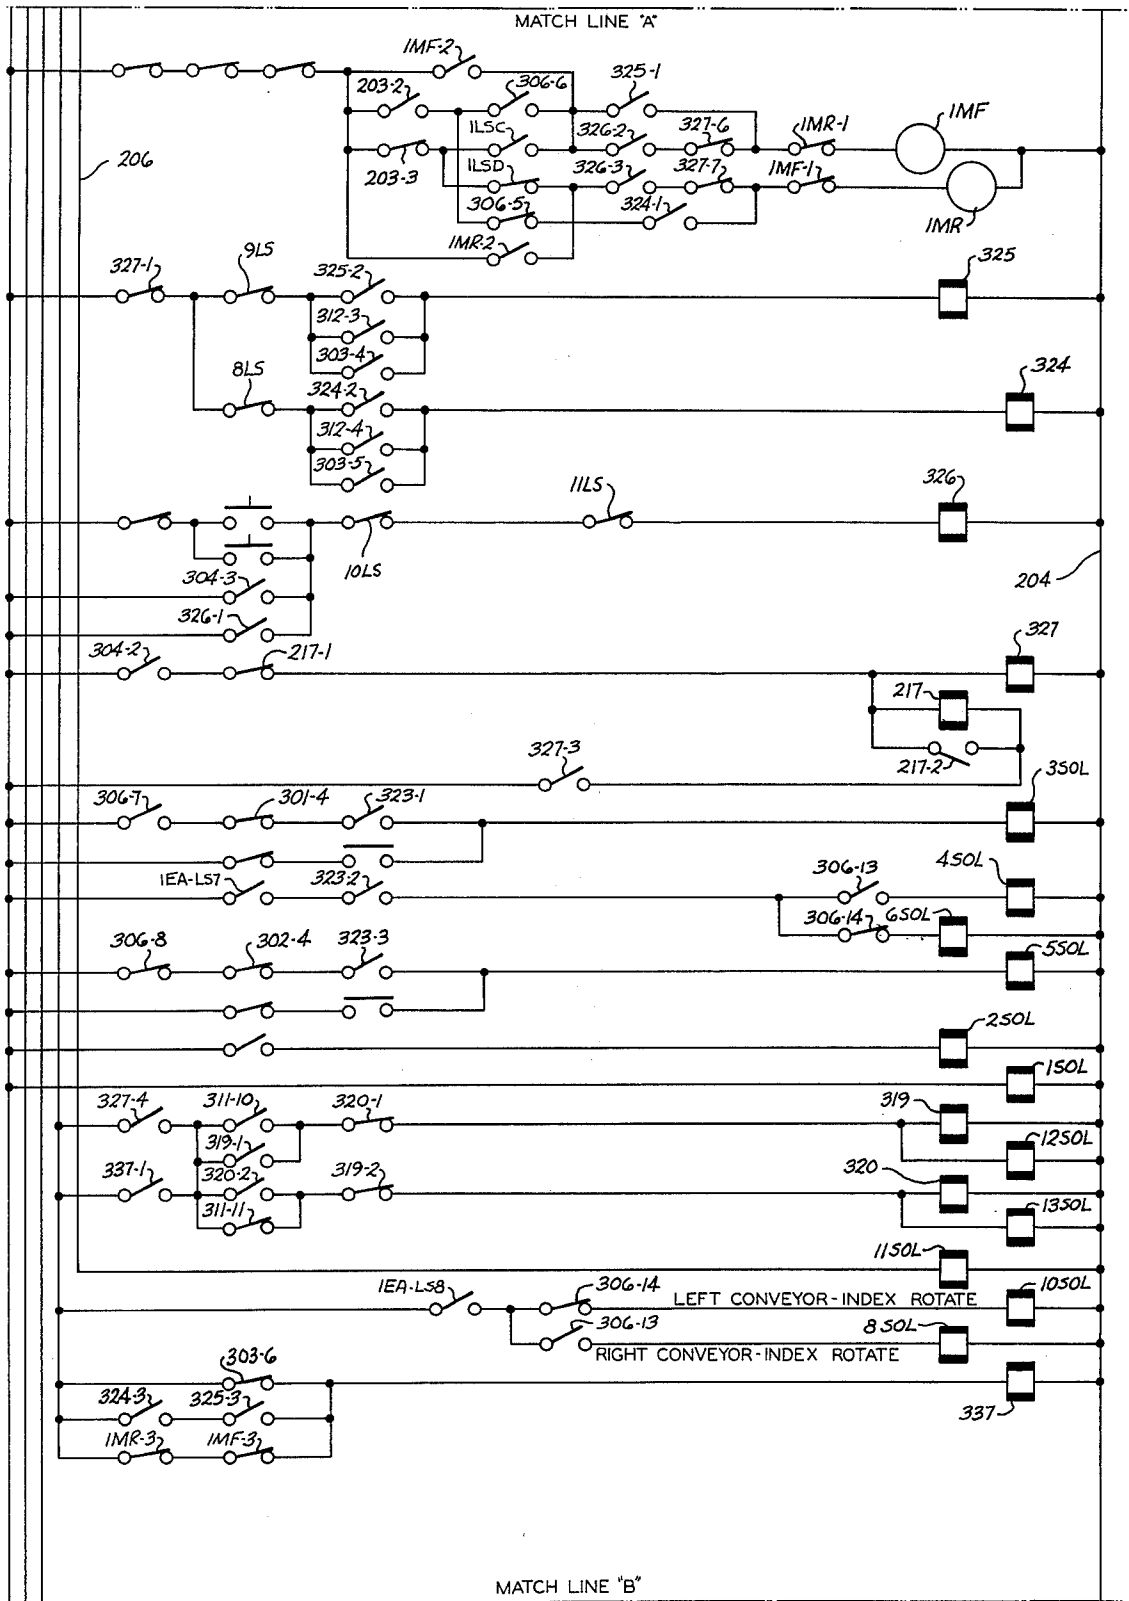 MATCH LINE "A"
1MF-2
203-2
306-6
325-1
1LSC
326-2
327-6
1MR-1
1MF
206
203-3
1LSD
326-3
327-7
1MF-1
306-5
324-1
1MR-2
1MR
327-1
9LS
325-2
325
312-3
303-4
8LS
324-2
324
312-4
303-5
11LS
326
10LS
304-3
204
326-1
304-2
217-1
327
217
327-3
217-2
3SOL
306-7
301-4
323-1
1EA-LS7
323-2
306-13
4SOL
306-14
6SOL
306-8
302-4
323-3
5SOL
2SOL
1SOL
327-4
311-10
320-1
319
319-1
12SOL
337-1
320-2
319-2
320
311-11
13SOL
11SOL
1EA-LS8
306-14
LEFT CONVEYOR-INDEX ROTATE
10SOL
306-13
8SOL
RIGHT CONVEYOR-INDEX ROTATE
303-6
324-3
325-3
337
1MR-3
1MF-3
MATCH LINE "B"